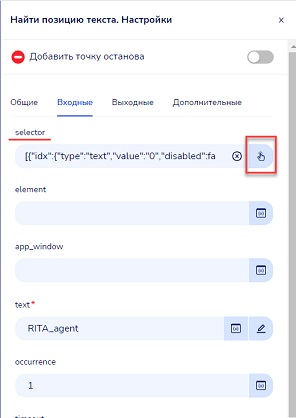 Найти позицию текста. Настройки
x
Добавить точку останова
Общие Входные Выходные Дополнительные
selector
[{"idx":{"type":"text","value":"0","disabled":fa
element
app_window
text*
RITA_agent
occurrence
1